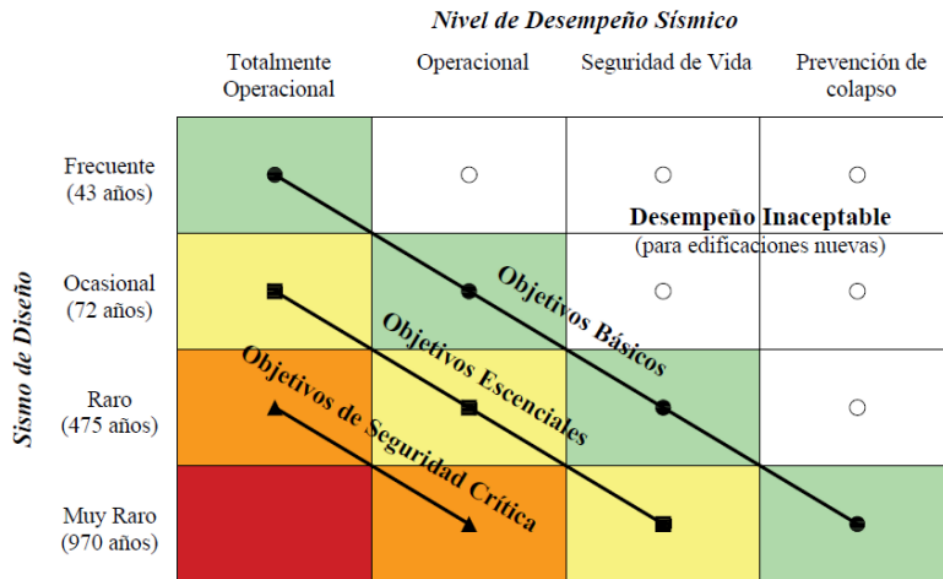 Nivel de Desempeño Sísmico
Totalmente
Operacional
Operacional
Seguridad de Vida
Prevención de
colapso
Sismo de Diseño
Frecuente
(43 años)
Desempeño Inaceptable
(para edificaciones nuevas)
Ocasional
(72 años)
Objetivos Básicos
Objetivos Escenciales
Objetivos de Seguridad Crítica
Raro
(475 años)
Muy Raro
(970 años)